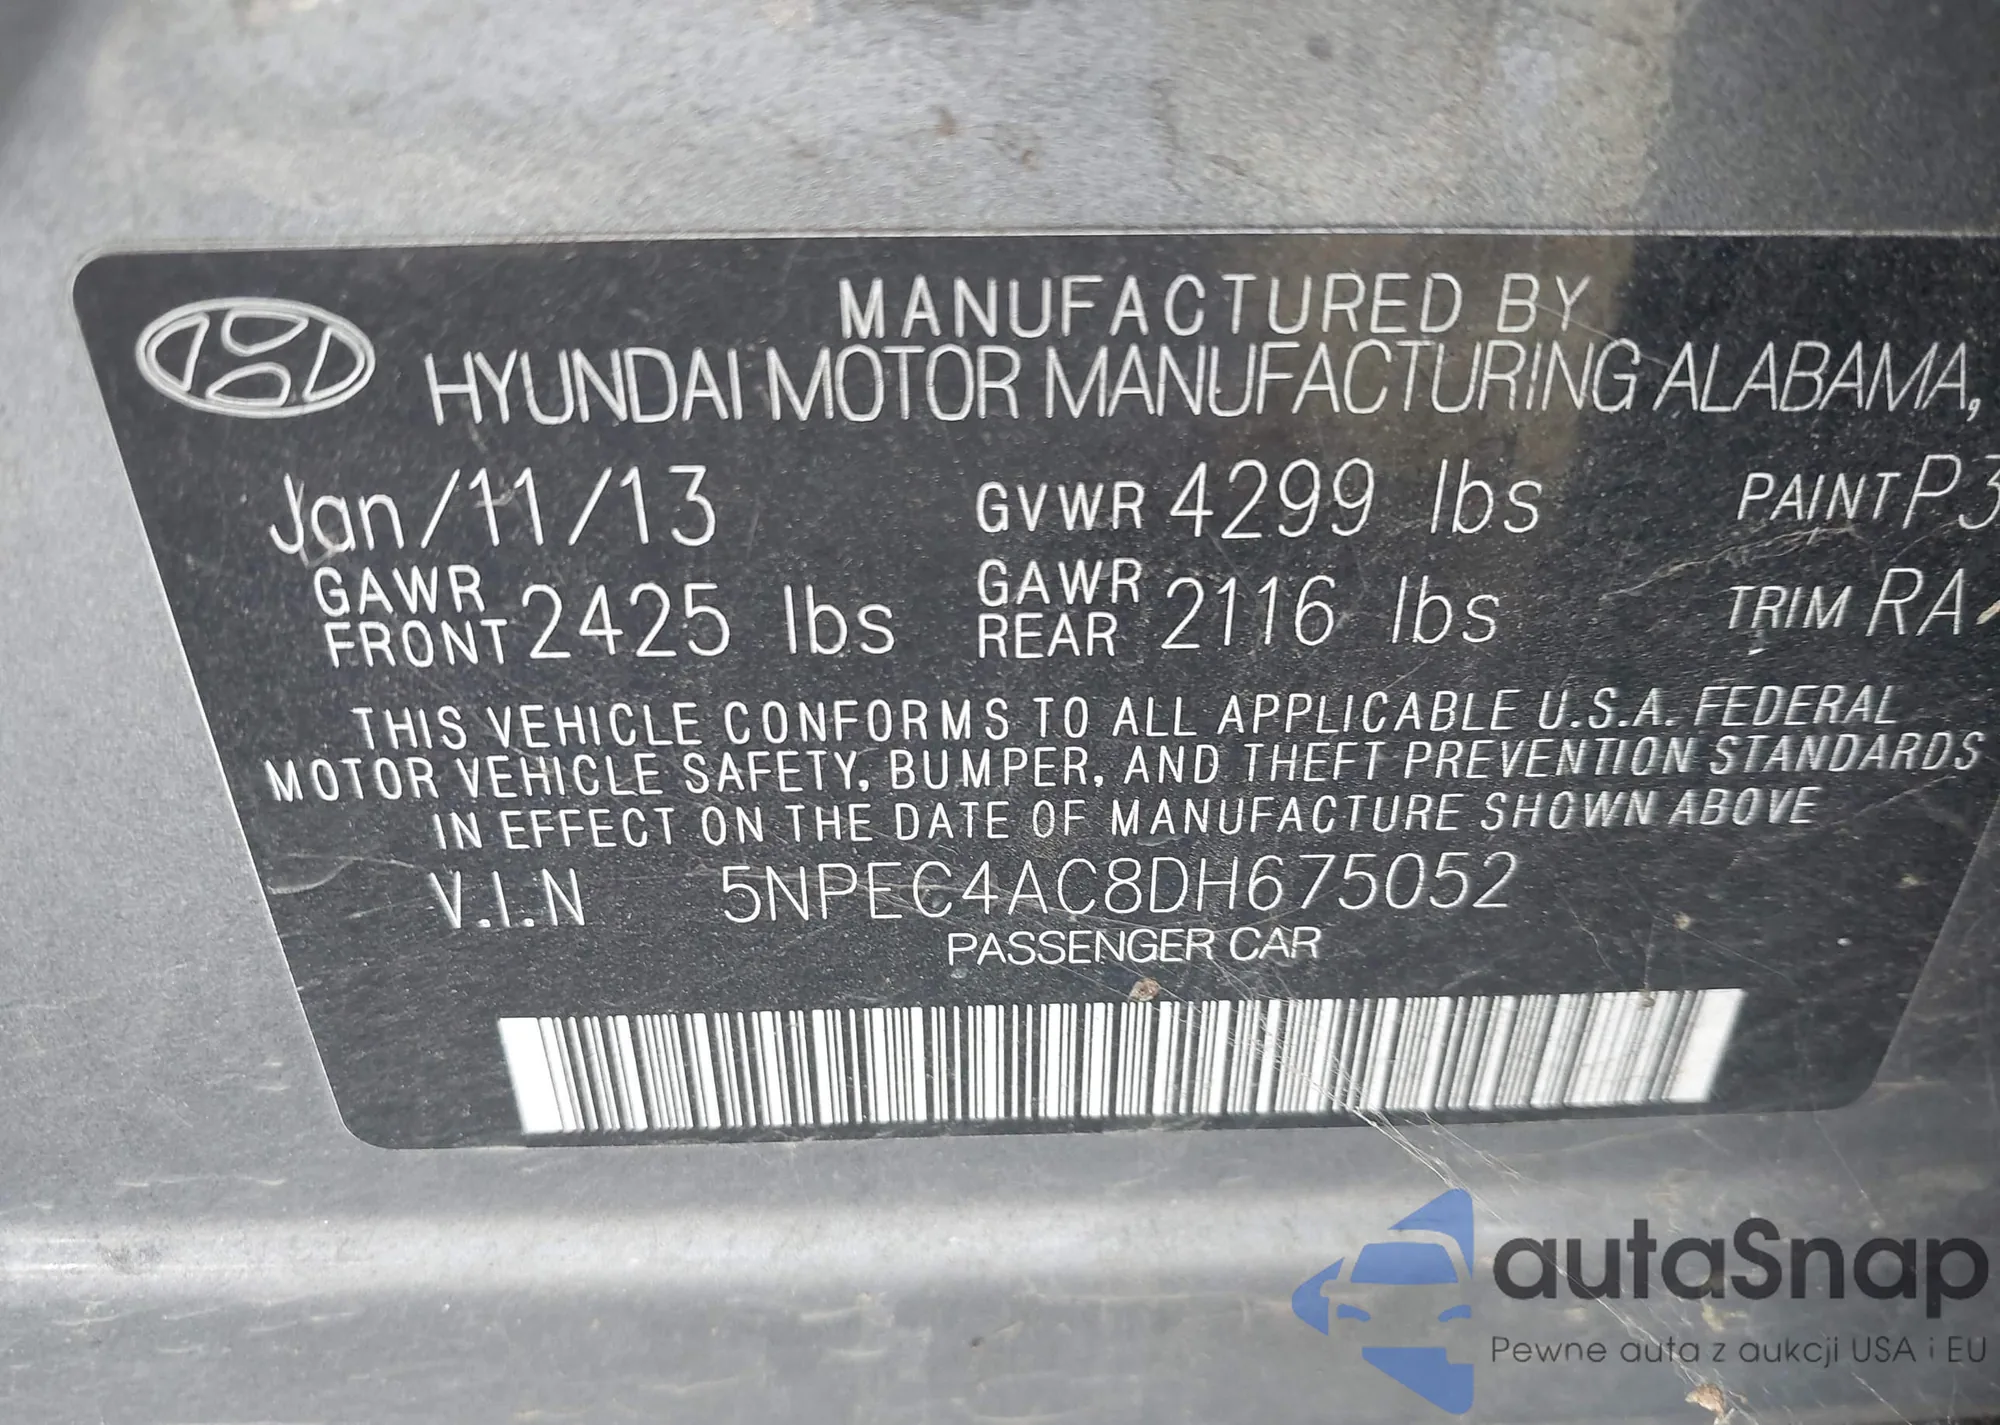 MANUFACTURED BY
HYUNDAI MOTOR MANUFACTURING ALABAMA,
Jan/11/13 GVWR 4299 lbs PAINT P3
GAWR FRONT 2425 lbs GAWR REAR 2116 lbs TRIM RA
THIS VEHICLE CONFORMS TO ALL APPLICABLE U.S.A. FEDERAL
MOTOR VEHICLE SAFETY, BUMPER, AND THEFT PREVENTION STANDARDS
IN EFFECT ON THE DATE OF MANUFACTURE SHOWN ABOVE
V.I.N 5NPEC4AC8DH675052
PASSENGER CAR
autaSnap
Pewne auta z aukcji USA i EU